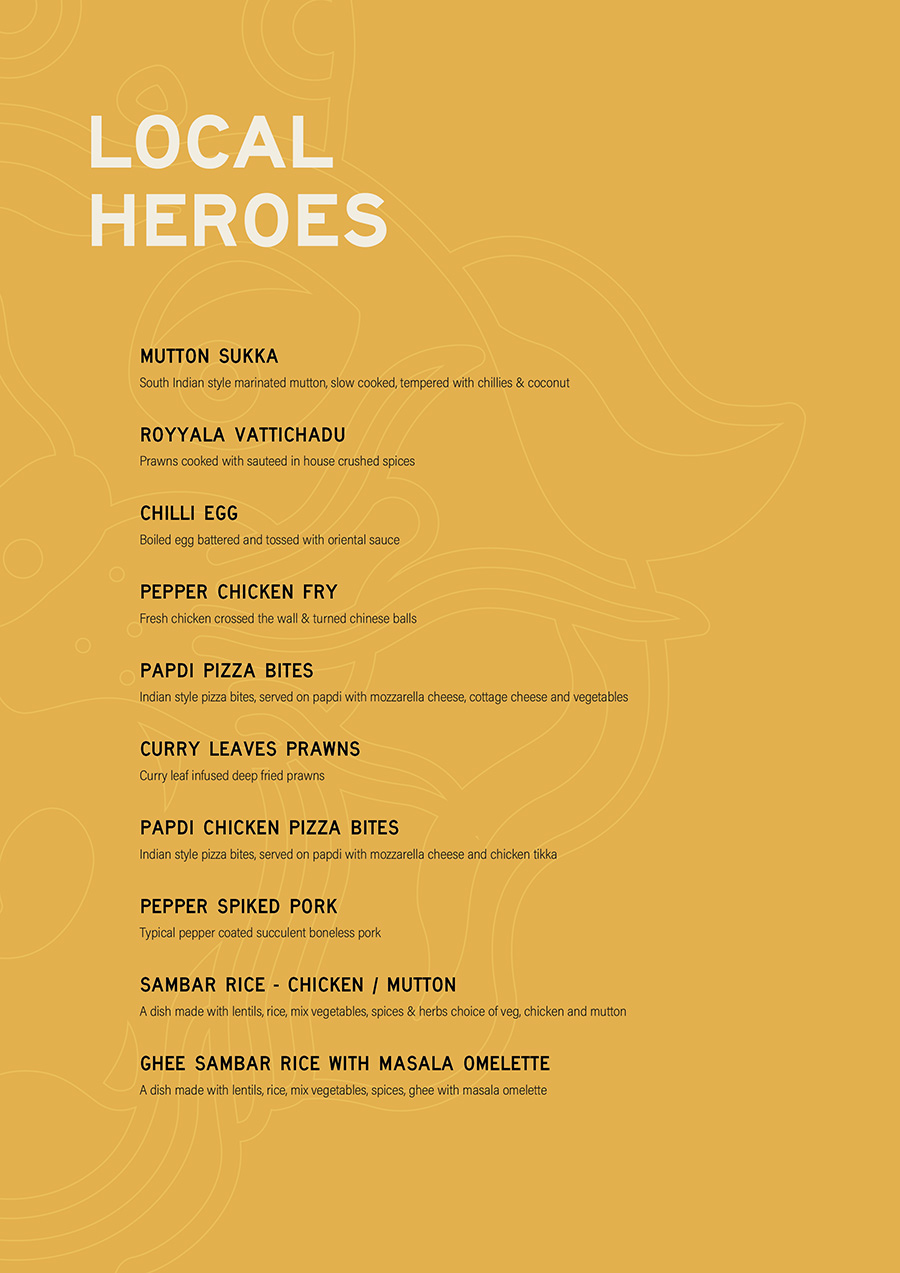 LOCAL
HEROES
MUTTON SUKKA
South Indian style marinated mutton, slow cooked, tempered with chillies & coconut
ROYYALA VATTICHADU
Prawns cooked with sauteed in house crushed spices
CHILLI EGG
Boiled egg battered and tossed with oriental sauce
PEPPER CHICKEN FRY
Fresh chicken crossed the wall & turned chinese balls
PAPDI PIZZA BITES
Indian style pizza bites, served on papdi with mozzarella cheese, cottage cheese and vegetables
CURRY LEAVES PRAWNS
Curry leaf infused deep fried prawns
PAPDI CHICKEN PIZZA BITES
Indian style pizza bites, served on papdi with mozzarella cheese and chicken tikka
PEPPER SPIKED PORK
Typical pepper coated succulent boneless pork
SAMBAR RICE - CHICKEN / MUTTON
A dish made with lentils, rice, mix vegetables, spices & herbs choice of veg, chicken and mutton
GHEE SAMBAR RICE WITH MASALA OMELETTE
A dish made with lentils, rice, mix vegetables, spices, ghee with masala omelette